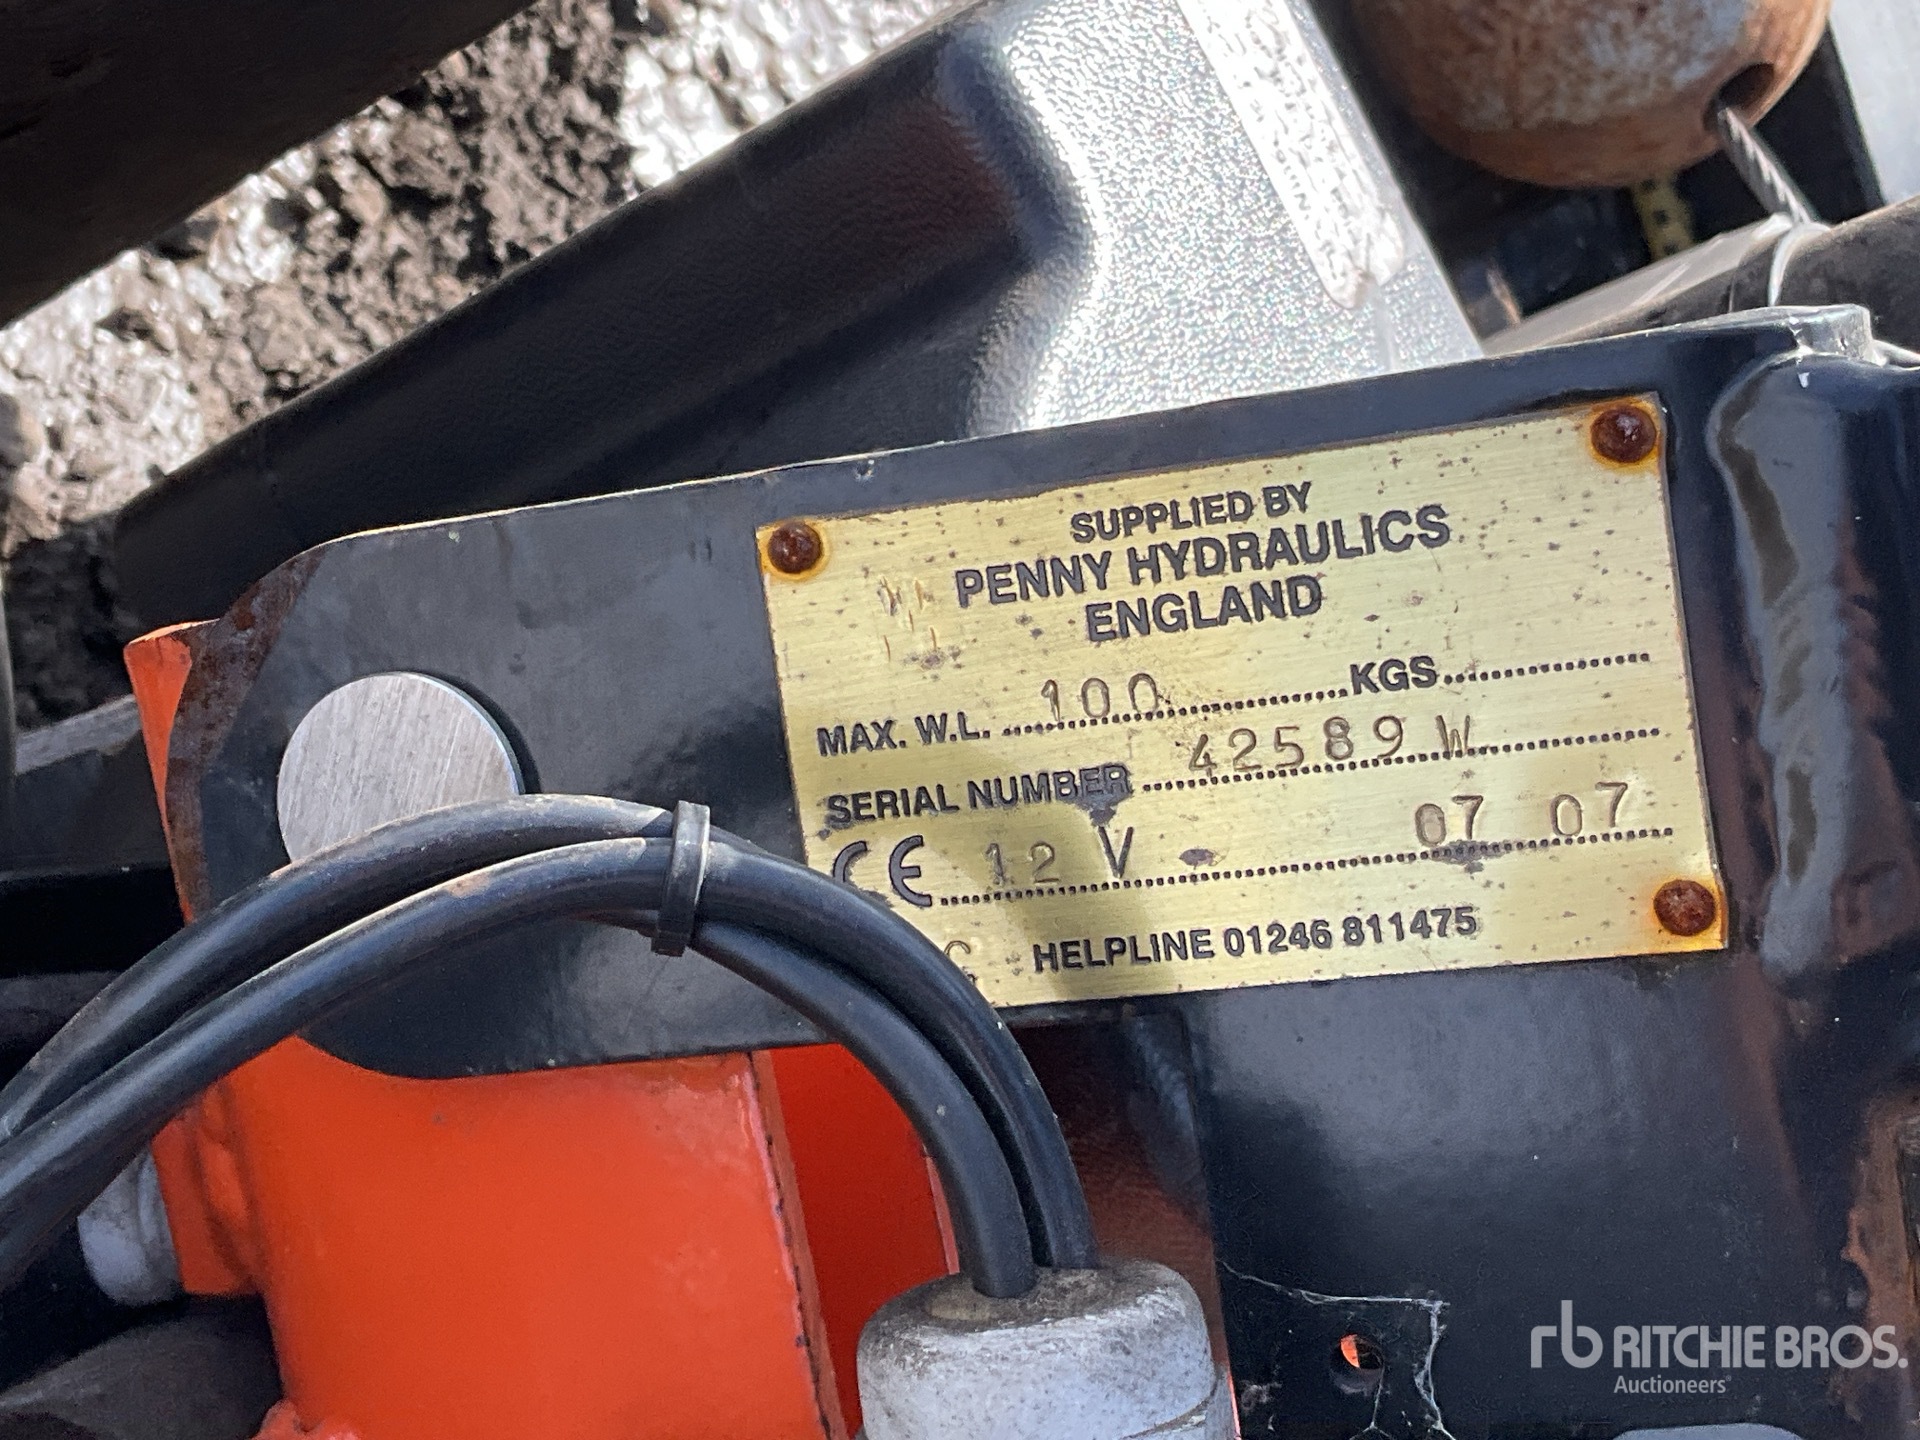 SUPPLIED BY
PENNY HYDRAULICS
ENGLAND
MAX. W.L. 100 KGS
SERIAL NUMBER 42589 W
CE 12 V 07 07
HELPLINE 01246 811475
rb RITCHIE BROS.
Auctioneers